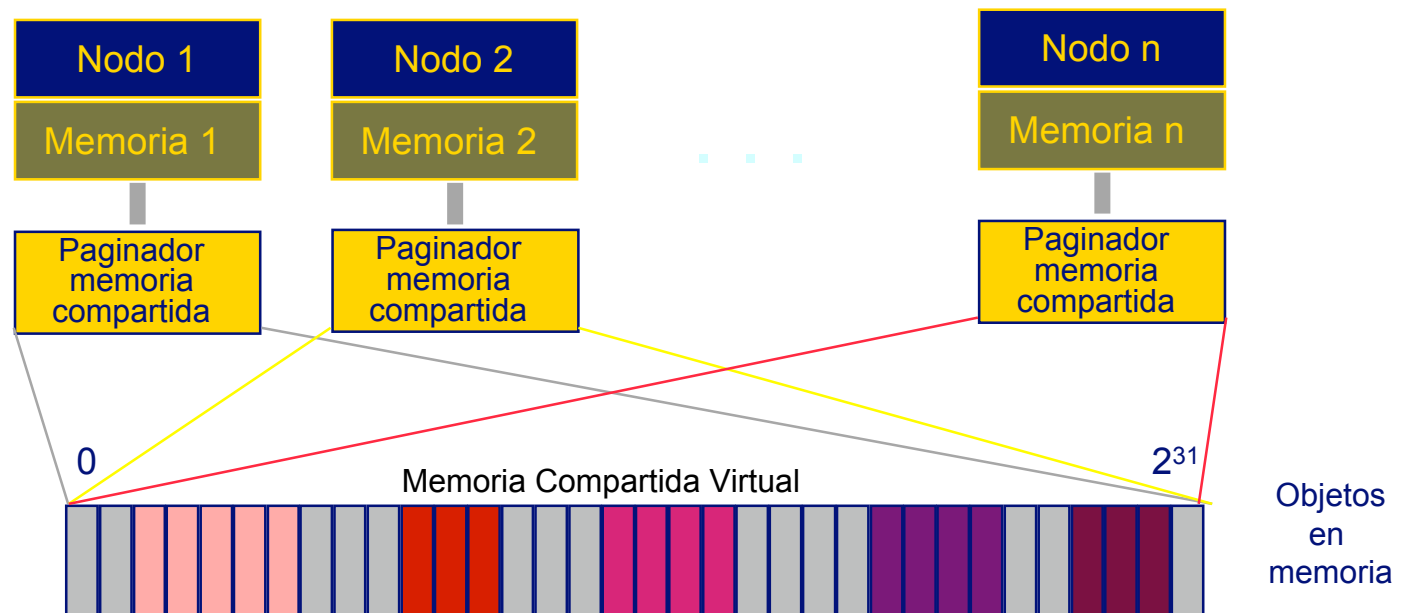 Nodo 1
Memoria 1
Paginador
memoria
compartida
Nodo 2
Memoria 2
Paginador
memoria
compartida
. . .
Nodo n
Memoria n
Paginador
memoria
compartida
0
Memoria Compartida Virtual
2³¹
Objetos
en
memoria